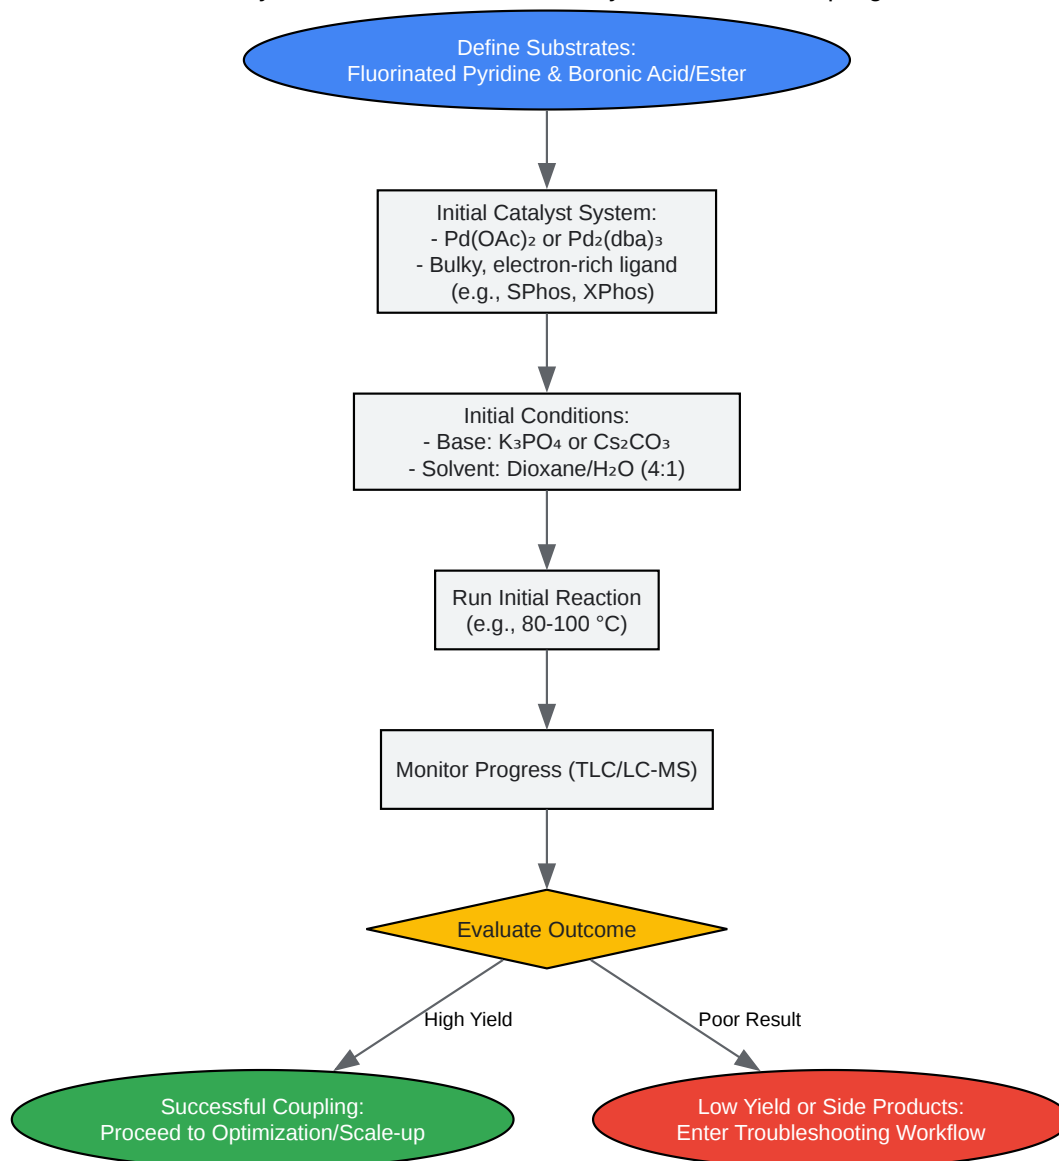 Define Substrates:
Fluorinated Pyridine & Boronic Acid/Ester
Initial Catalyst System:
- Pd(OAc)₂ or Pd₂(dba)₃
- Bulky, electron-rich ligand
(e.g., SPhos, XPhos)
Initial Conditions:
- Base: K₃PO₄ or Cs₂CO₃
- Solvent: Dioxane/H₂O (4:1)
Run Initial Reaction
(e.g., 80-100 °C)
Monitor Progress (TLC/LC-MS)
Evaluate Outcome
High Yield
Poor Result
Successful Coupling:
Proceed to Optimization/Scale-up
Low Yield or Side Products:
Enter Troubleshooting Workflow